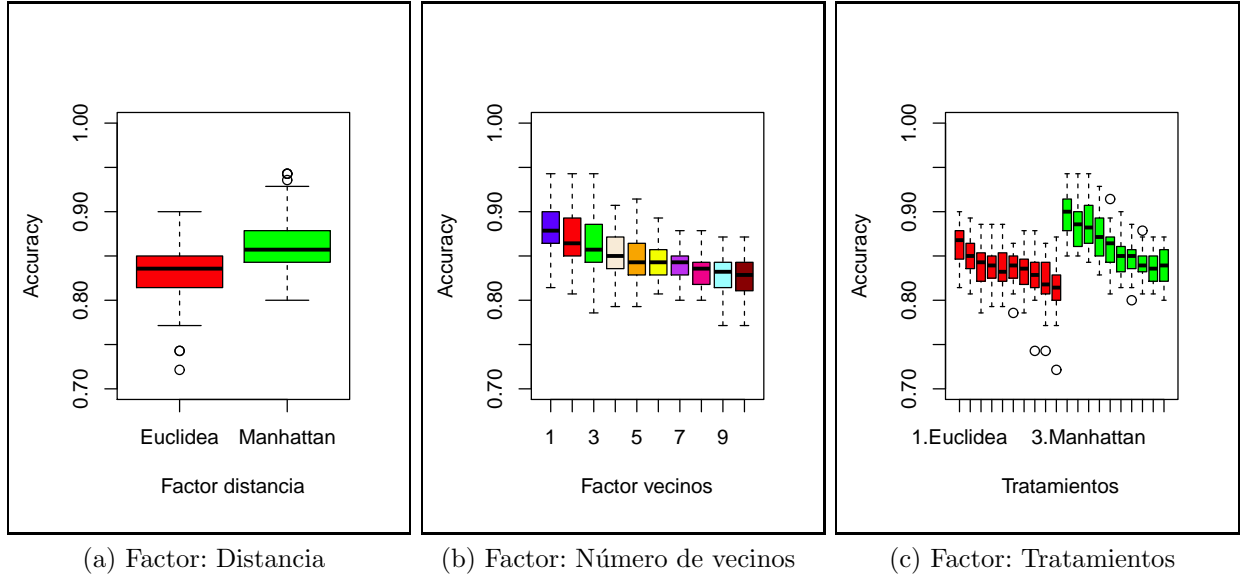 Accuracy
1.00
0.90
0.80
0.70
Euclidea Manhattan
Factor distancia
(a) Factor: Distancia
Accuracy
1.00
0.90
0.80
0.70
1 3 5 7 9
Factor vecinos
(b) Factor: Número de vecinos
Accuracy
1.00
0.90
0.80
0.70
1.Euclidea 3.Manhattan
Tratamientos
(c) Factor: Tratamientos